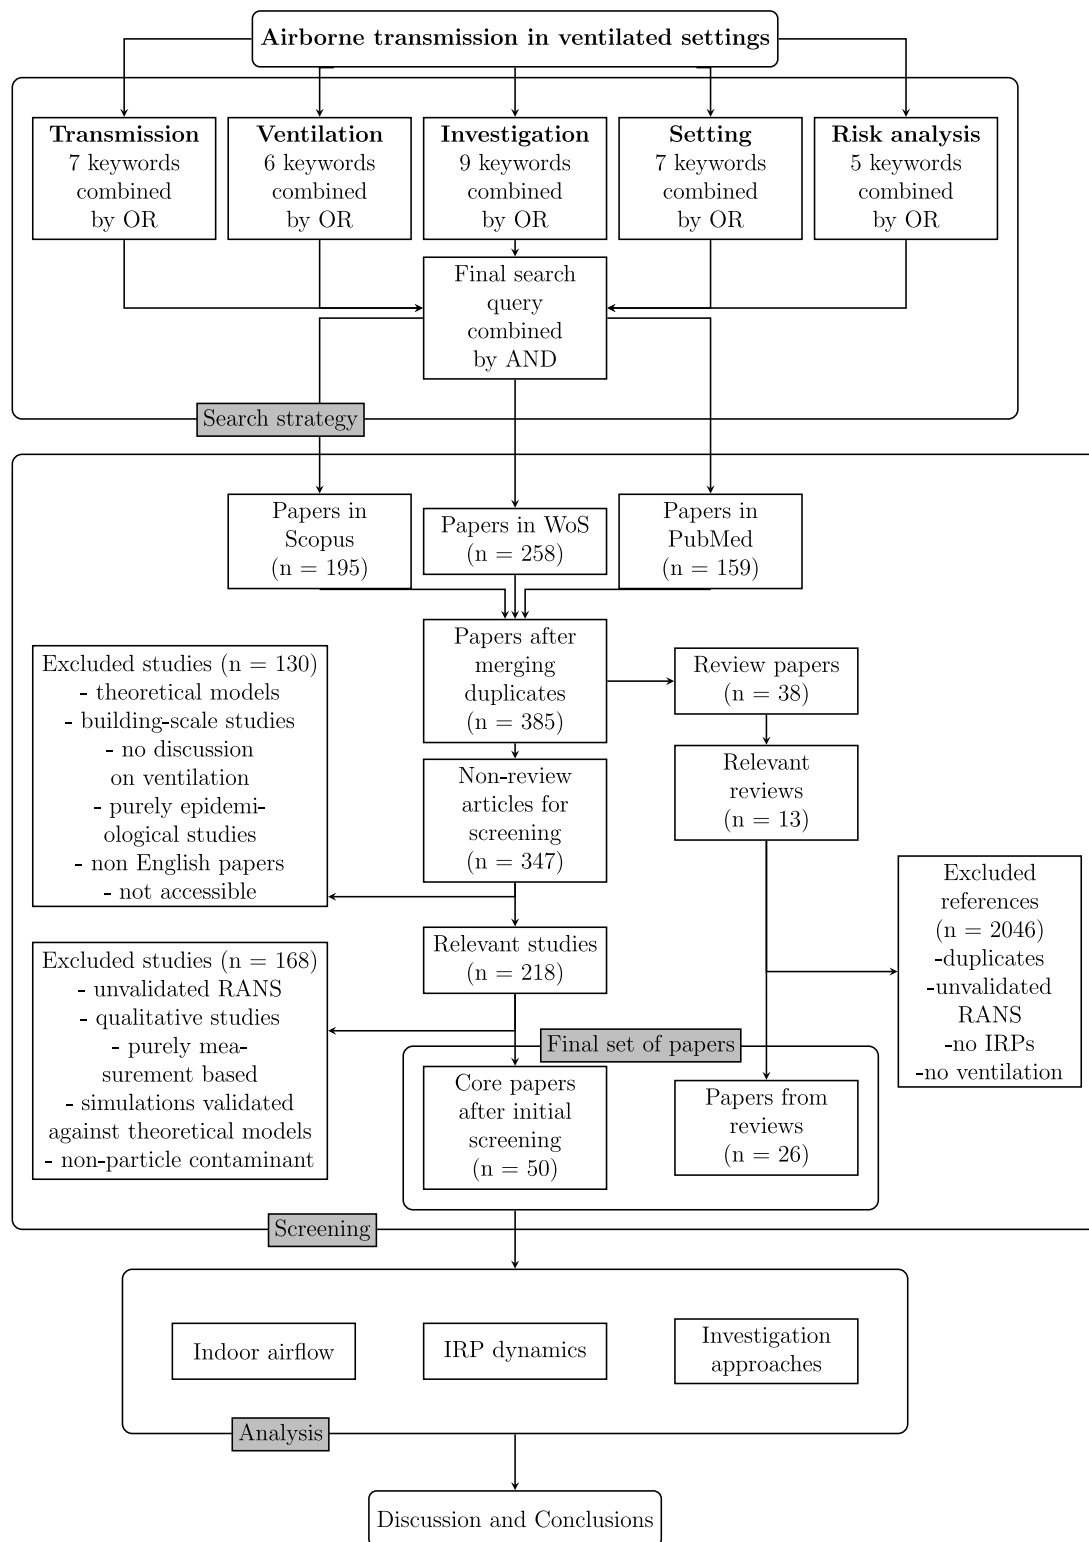 Airborne transmission in ventilated settings
Transmission
7 keywords
combined
by OR
Ventilation
6 keywords
combined
by OR
Investigation
9 keywords
combined
by OR
Setting
7 keywords
combined
by OR
Risk analysis
5 keywords
combined
by OR
Final search
query
combined
by AND
Search strategy
Papers in
Scopus
(n = 195)
Papers in WoS
(n = 258)
Papers in
PubMed
(n = 159)
Papers after
merging
duplicates
(n = 385)
Review papers
(n = 38)
Excluded studies (n = 130)
- theoretical models
- building-scale studies
- no discussion
on ventilation
- purely epidemi-
ological studies
- non English papers
- not accessible
Non-review
articles for
screening
(n = 347)
Relevant
reviews
(n = 13)
Excluded
references
(n = 2046)
-duplicates
-unvalidated
RANS
-no IRPs
-no ventilation
Relevant studies
(n = 218)
Excluded studies (n = 168)
- unvalidated RANS
- qualitative studies
- purely mea-
surement based
- simulations validated
against theoretical models
- non-particle contaminant
Final set of papers
Core papers
after initial
screening
(n = 50)
Papers from
reviews
(n = 26)
Screening
Indoor airflow
IRP dynamics
Investigation
approaches
Analysis
Discussion and Conclusions